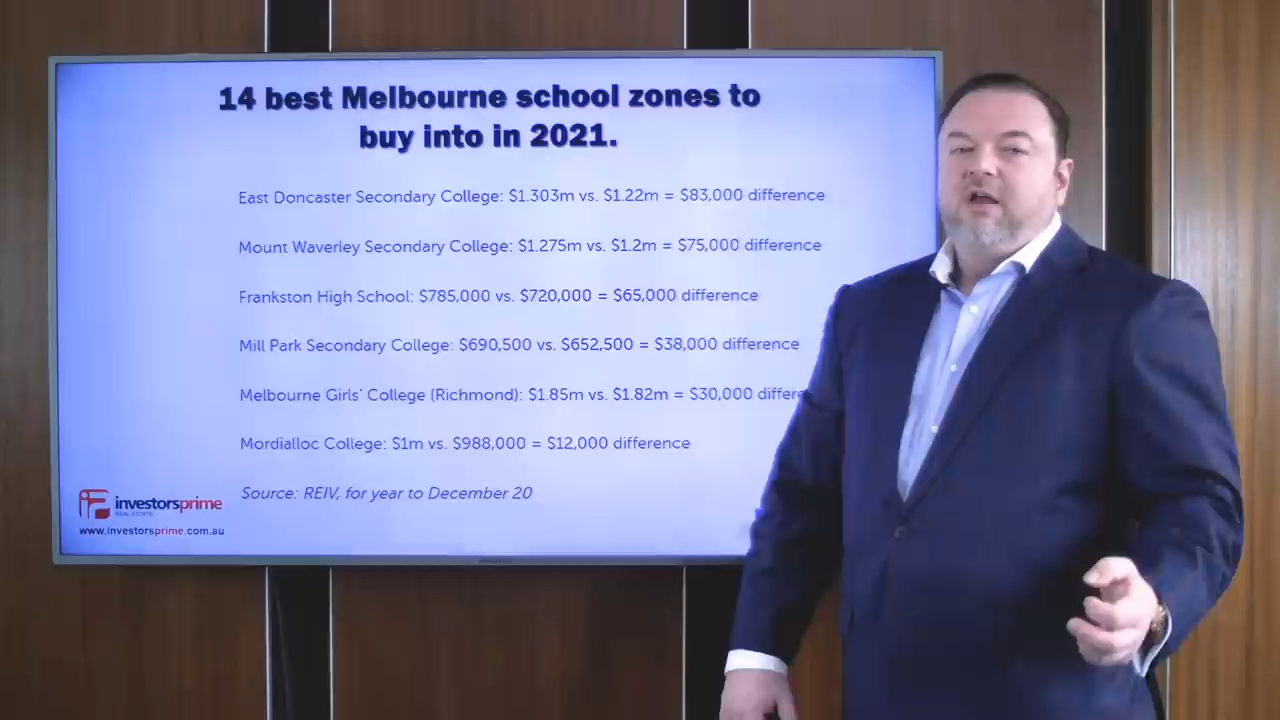 14 best Melbourne school zones to
buy into in 2021.
East Doncaster Secondary College: $1.303m vs. $1.22m = $83,000 difference
Mount Waverley Secondary College: $1.275m vs. $1.2m = $75,000 difference
Frankston High School: $785,000 vs. $720,000 = $65,000 difference
Mill Park Secondary College: $690,500 vs. $652,500 = $38,000 difference
Melbourne Girls' College (Richmond): $1.85m vs. $1.82m = $30,000 differe
Mordialloc College: $1m vs. $988,000 = $12,000 difference
Source: REIV, for year to December 20
investorsprime
REAL ESTATE
www.investorsprime.com.au